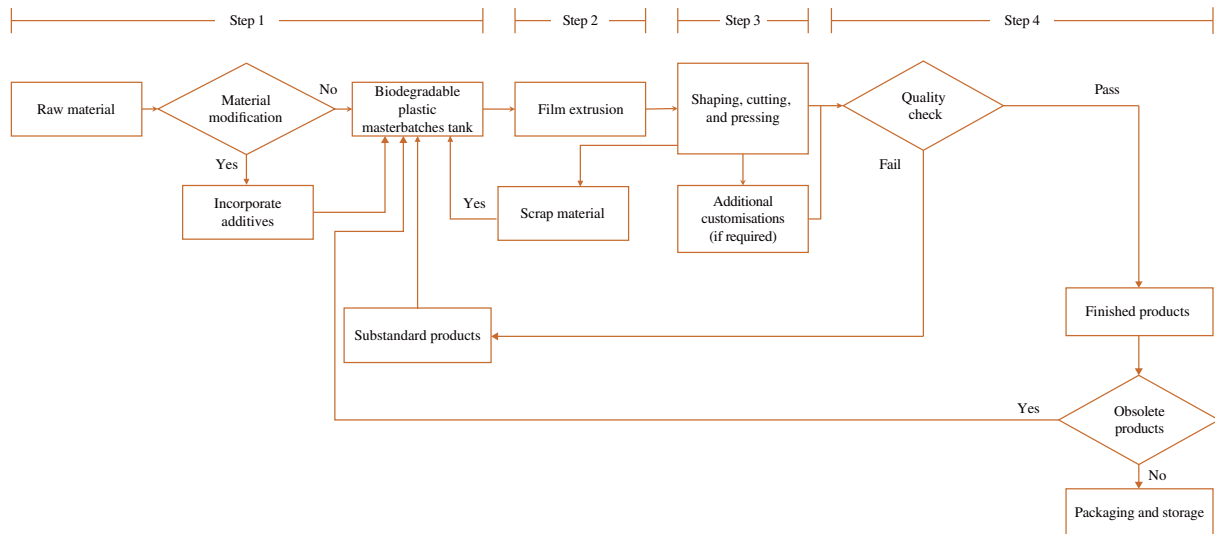 Step 1
Step 2
Step 3
Step 4
Raw material
Material
modification
No
Biodegradable
plastic
masterbatches tank
Film extrusion
Shaping, cutting,
and pressing
Quality
check
Pass
Yes
Fail
Incorporate
additives
Yes
Scrap material
Additional
customisations
(if required)
Finished products
Substandard products
Yes
Obsolete
products
No
Packaging and storage